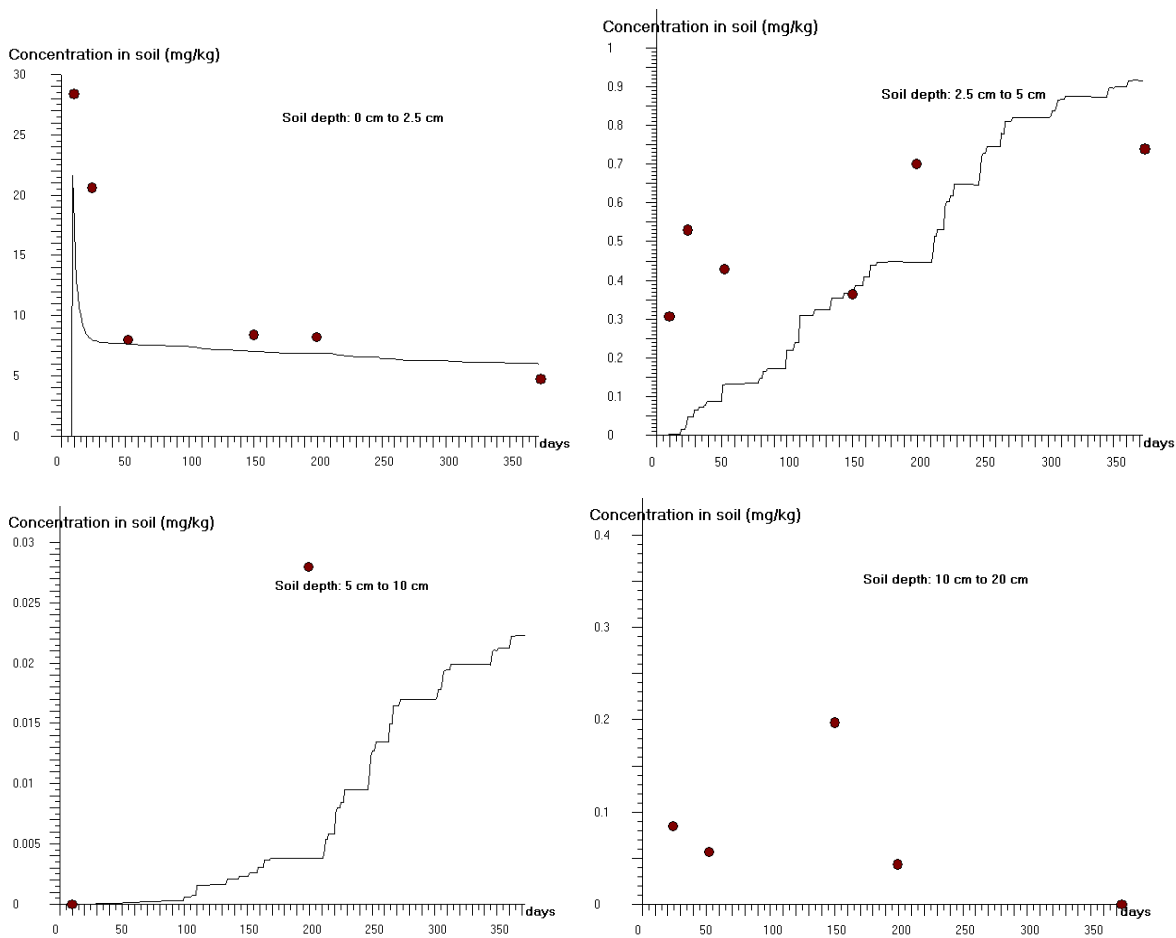 Concentration in soil (mg/kg)
30
Soil depth: 0 cm to 2.5 cm
25
20
15
10
5
0
days
0 50 100 150 200 250 300 350
Concentration in soil (mg/kg)
1
0.9
Soil depth: 2.5 cm to 5 cm
0.8
0.7
0.6
0.5
0.4
0.3
0.2
0.1
0
days
0 50 100 150 200 250 300 350
Concentration in soil (mg/kg)
0.03
Soil depth: 5 cm to 10 cm
0.025
0.02
0.015
0.01
0.005
0
days
0 50 100 150 200 250 300 350
Concentration in soil (mg/kg)
0.4
Soil depth: 10 cm to 20 cm
0.3
0.2
0.1
0
days
0 50 100 150 200 250 300 350